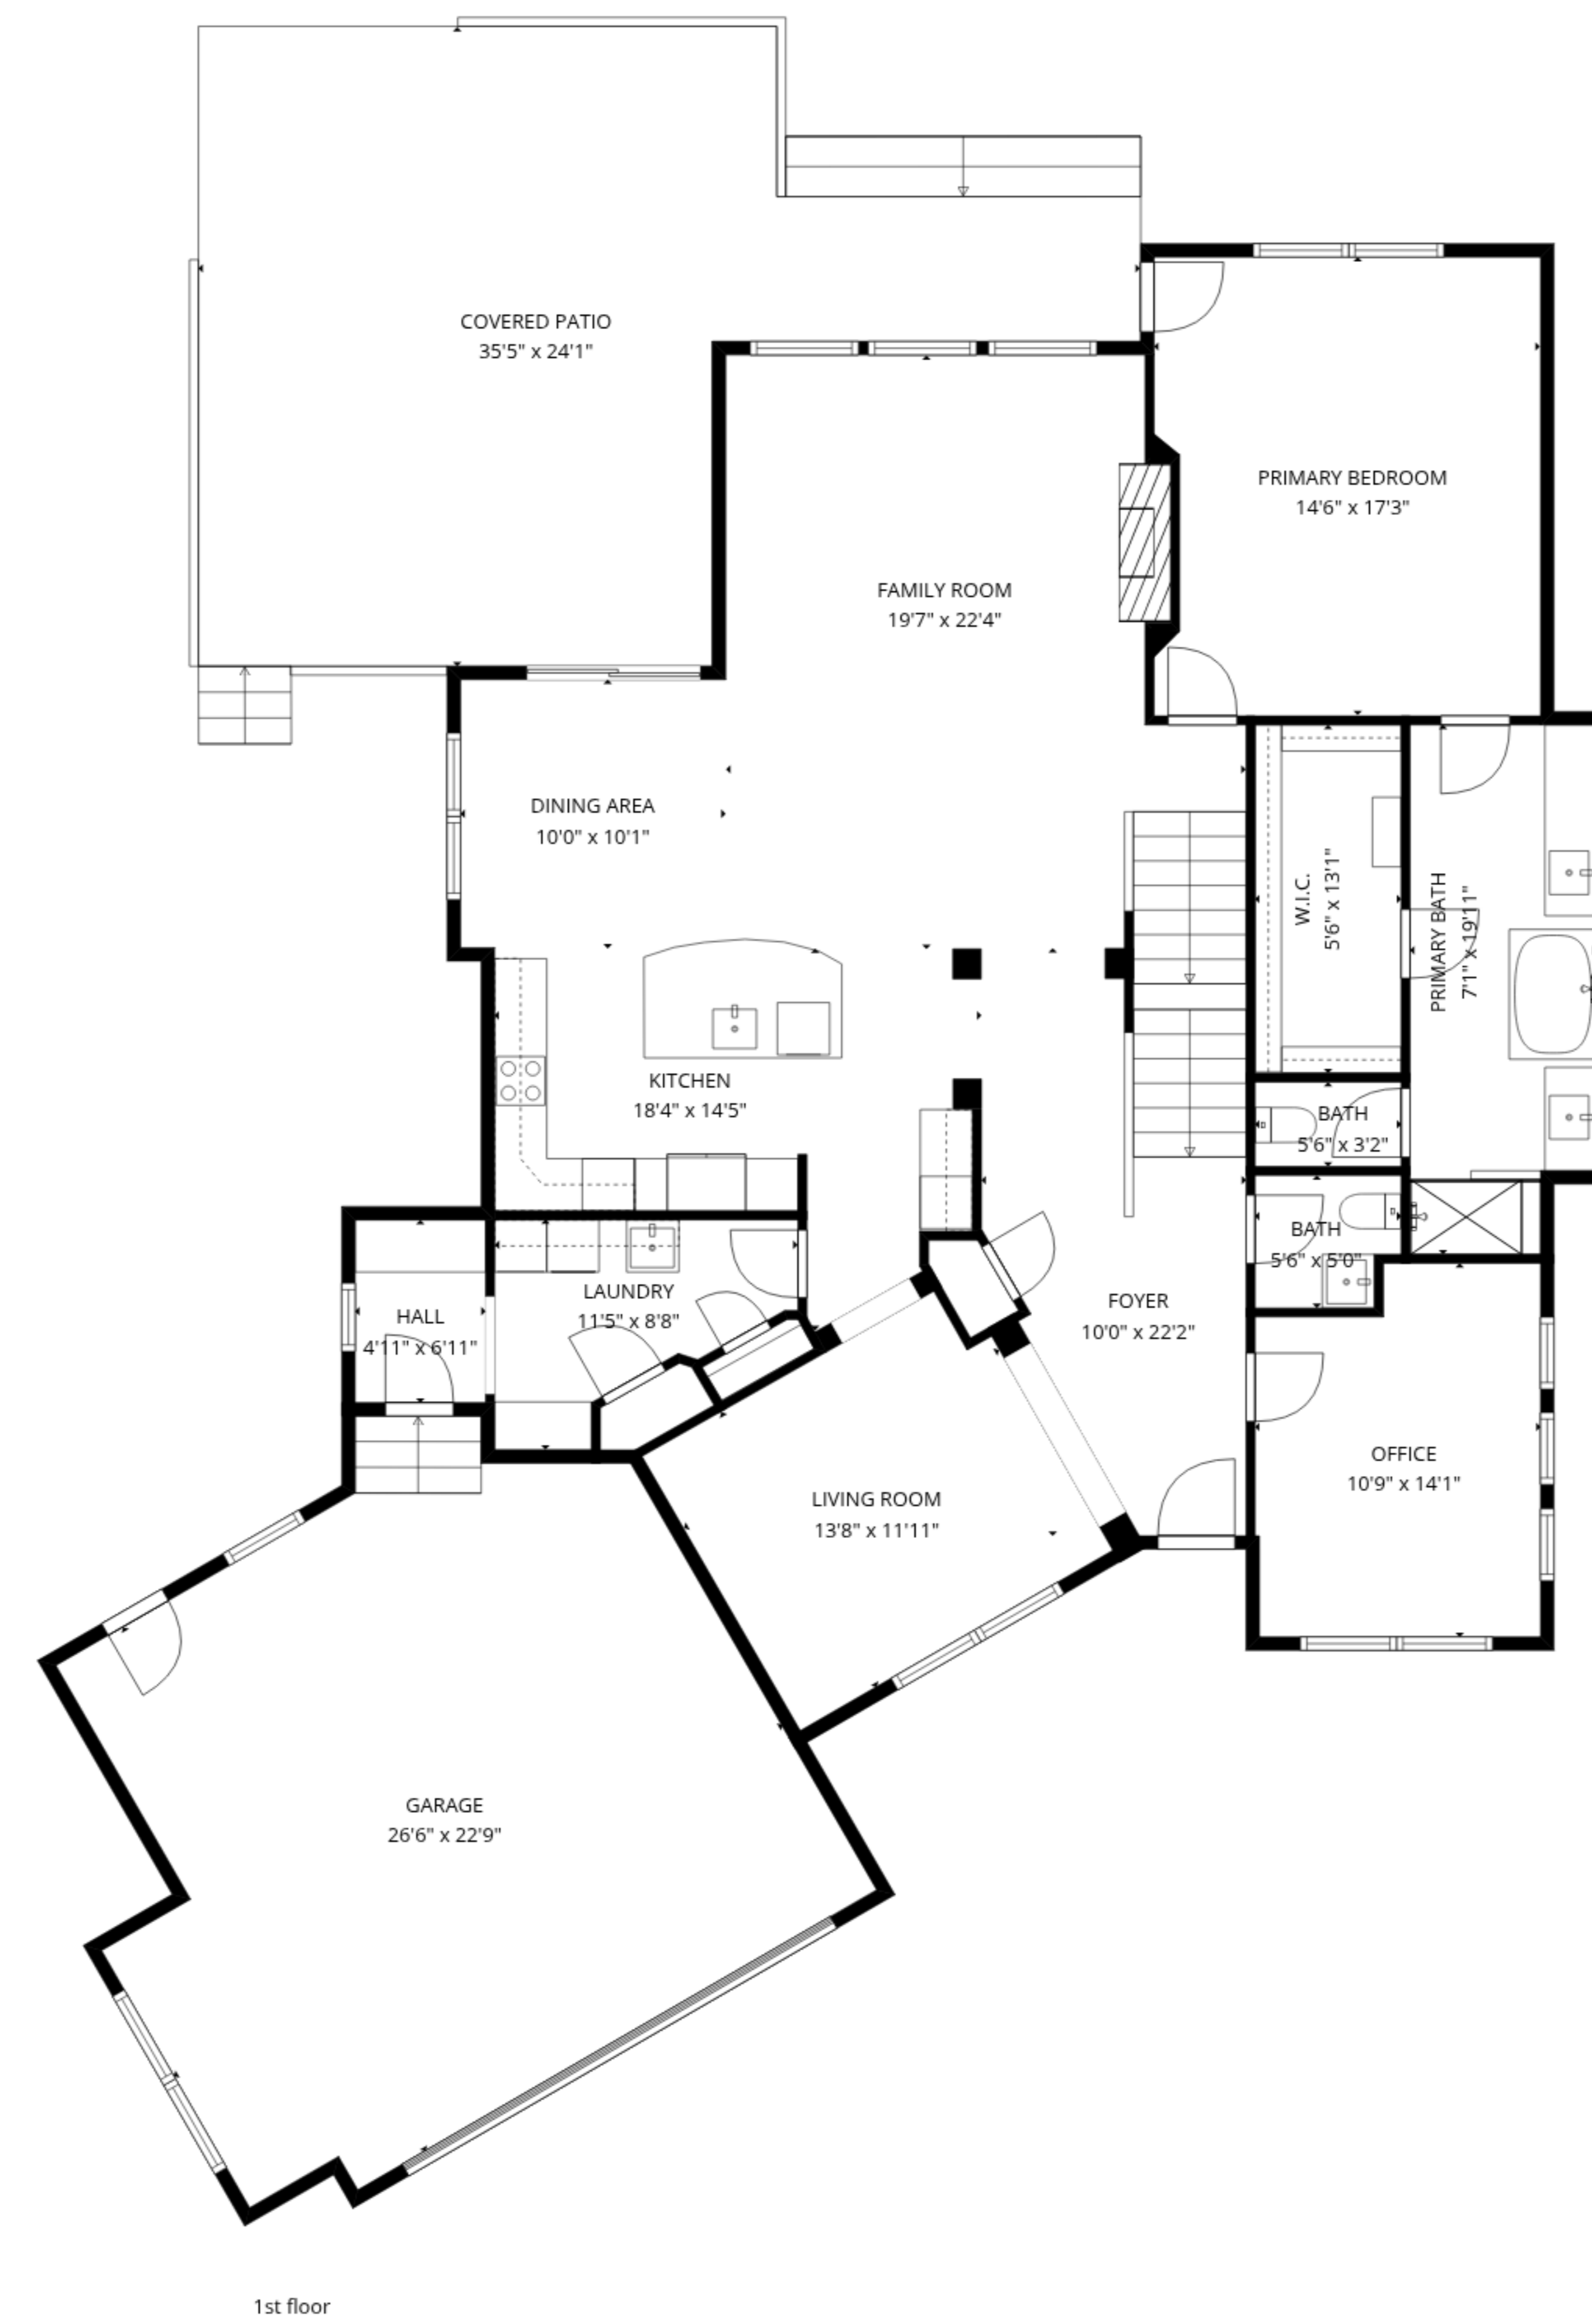 COVERED PATIO
35'5" x 24'1"
PRIMARY BEDROOM
14'6" x 17'3"
FAMILY ROOM
19'7" x 22'4"
DINING AREA
10'0" x 10'1"
W.I.C.
5'6" x 13'1"
PRIMARY BATH
7'1" x 19'11"
KITCHEN
18'4" x 14'5"
BATH
5'6" x 3'2"
BATH
5'6" x 5'0"
LAUNDRY
11'5" x 8'8"
HALL
4'11" x 6'11"
FOYER
10'0" x 22'2"
OFFICE
10'9" x 14'1"
LIVING ROOM
13'8" x 11'11"
GARAGE
26'6" x 22'9"
1st floor